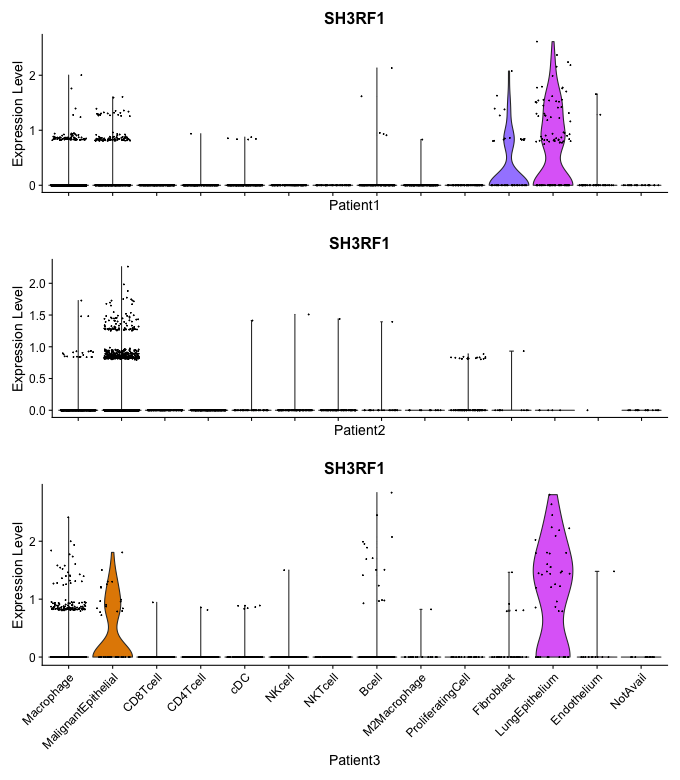 SH3RF1
Expression Level
2
1
0
Patient1
SH3RF1
Expression Level
2.0
1.5
1.0
0.5
0.0
Patient2
SH3RF1
Expression Level
2
1
0
Macrophage
MalignantEpithelial
CD8Tcell
CD4Tcell
cDC
NKcell
NKTcell
Bcell
M2Macrophage
ProliferatingCell
Fibroblast
LungEpithelium
Endothelium
NotAvail
Patient3